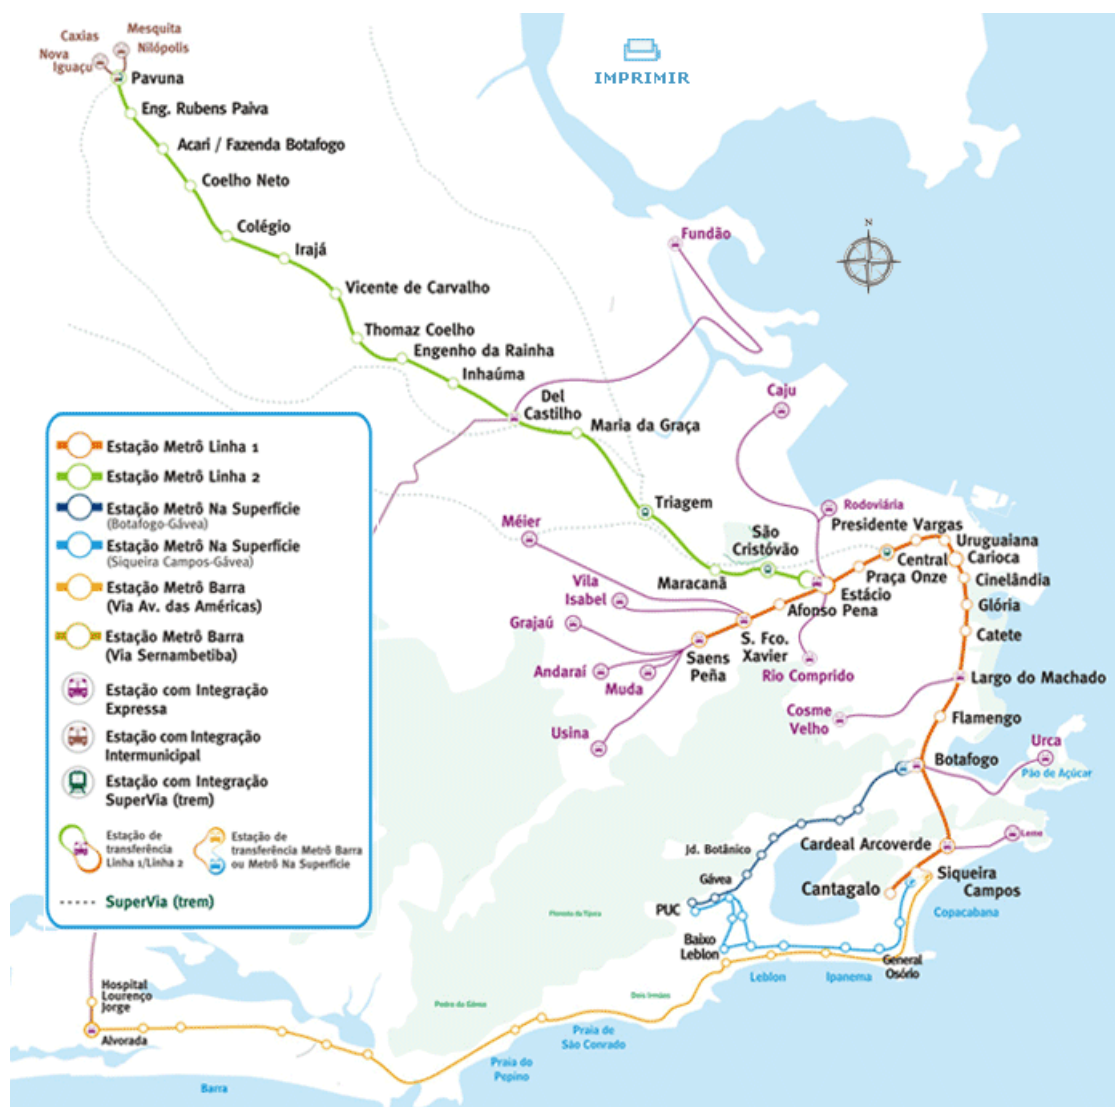 Mesquita
Caxias
Nilópolis
Nova
Iguaçu
Pavuna
IMPRIMIR
Eng. Rubens Paiva
Acari / Fazenda Botafogo
Coelho Neto
Colégio
Irajá
Vicente de Carvalho
Thomaz Coelho
Engenho da Rainha
Inhaúma
Del
Castilho
Maria da Graça
Fundão
N
Caju
Triagem
Rodoviária
Méier
São
Cristóvão
Presidente Vargas
Uruguaiana
Central
Carioca
Praça Onze
Cinelândia
Maracanã
Vila
Isabel
Estácio
Afonso Pena
Glória
Grajaú
S. Fco.
Xavier
Catete
Saens
Peña
Andaraí
Muda
Rio Comprido
Largo do Machado
Cosme
Velho
Flamengo
Usina
Botafogo
Urca
Pão de Açúcar
Leme
Cardeal Arcoverde
Jd. Botânico
Gávea
Cantagalo
Siqueira
Campos
PUC
Copacabana
Planeta da Tijuca
Baixo
Leblon
General
Osório
Leblon
Ipanema
Dois Irmãos
Pedra da Gávea
Praia de
São Conrado
Praia do
Pepino
Hospital
Lourenço
Jorge
Alvorada
Barra
Estação Metrô Linha 1
Estação Metrô Linha 2
Estação Metrô Na Superfície
(Botafogo-Gávea)
Estação Metrô Na Superfície
(Siqueira Campos-Gávea)
Estação Metrô Barra
(Via Av. das Américas)
Estação Metrô Barra
(Via Sernambetiba)
Estação com Integração
Expressa
Estação com Integração
Intermunicipal
Estação com Integração
SuperVia (trem)
Estação de
transferência
Linha 1/Linha 2
Estação de
transferência Metrô Barra
ou Metrô Na Superfície
SuperVia (trem)